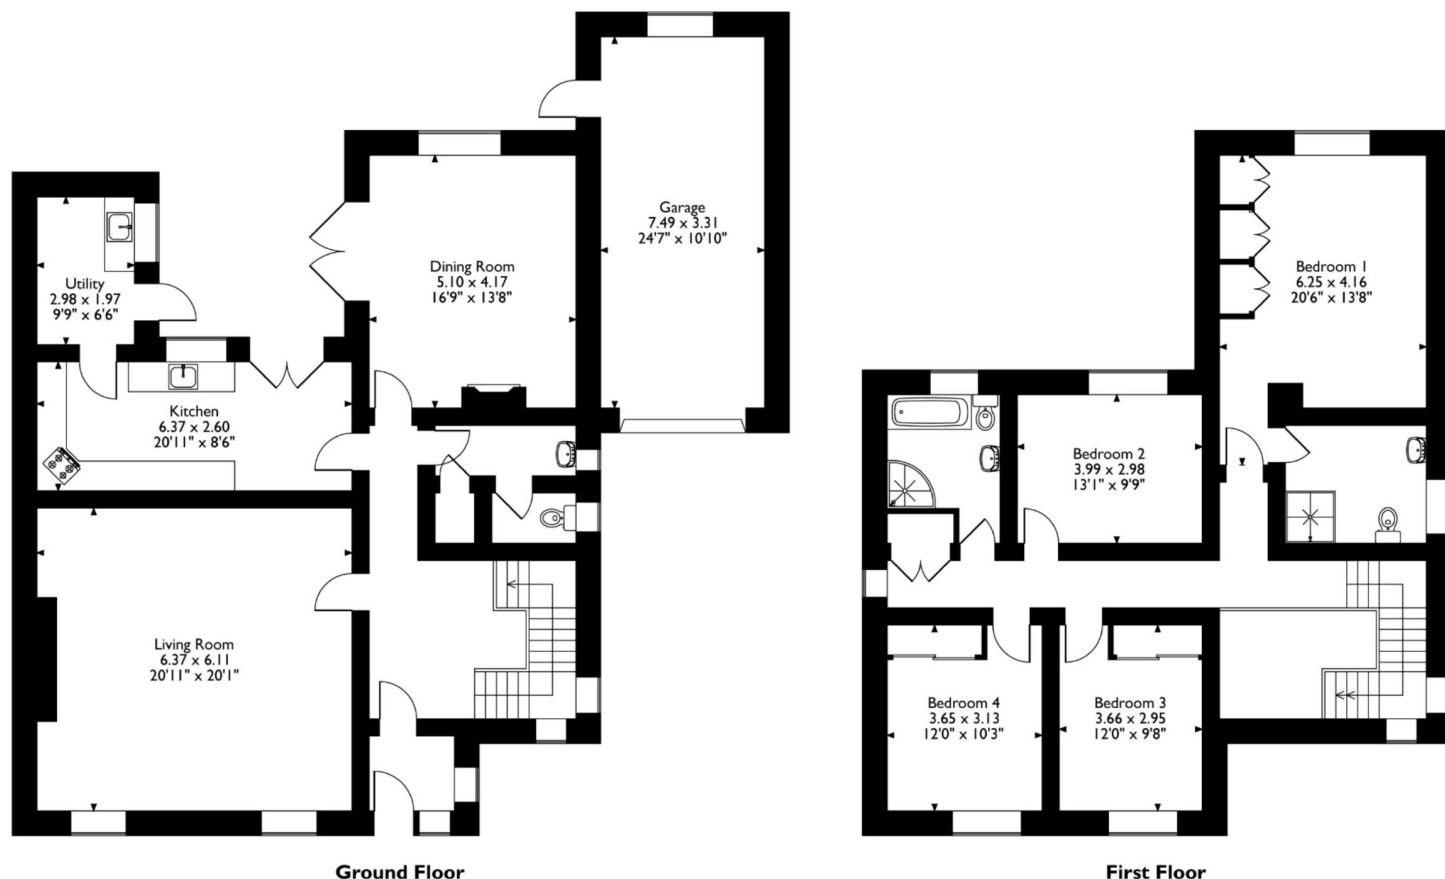 Garage
7.49 x 3.31
24'7" x 10'10"
Dining Room
5.10 x 4.17
16'9" x 13'8"
Utility
2.98 x 1.97
9'9" x 6'6"
Kitchen
6.37 x 2.60
20'11" x 8'6"
Living Room
6.37 x 6.11
20'11" x 20'1"
Ground Floor
Bedroom 1
6.25 x 4.16
20'6" x 13'8"
Bedroom 2
3.99 x 2.98
13'1" x 9'9"
Bedroom 4
3.65 x 3.13
12'0" x 10'3"
Bedroom 3
3.66 x 2.95
12'0" x 9'8"
First Floor